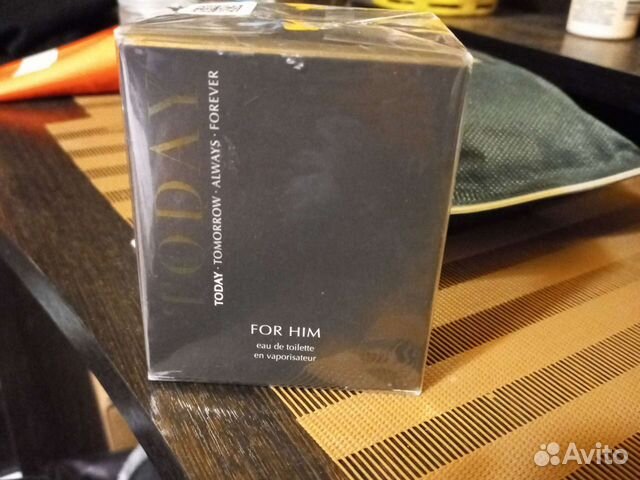 TODAY
TODAY · TOMORROW · ALWAYS · FOREVER
FOR HIM
eau de toilette
en vaporisateur
Avito